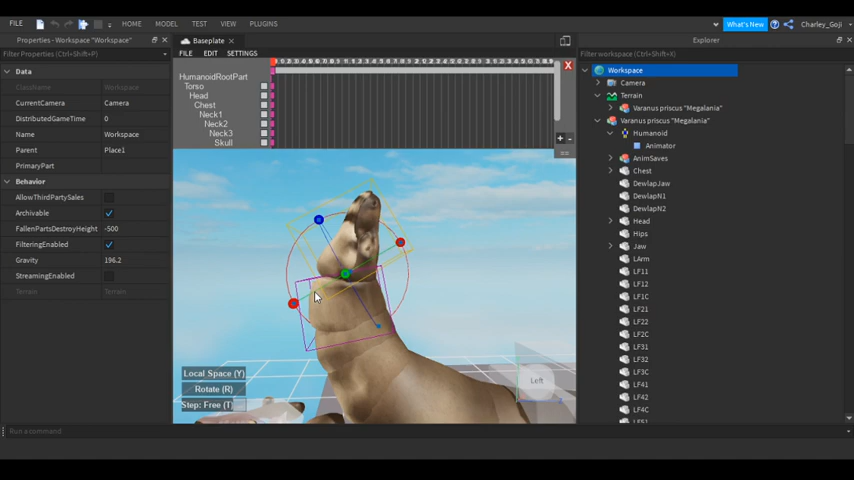 FILE HOME MODEL TEST VIEW PLUGINS What's New Charley_Goji
Properties - Workspace "Workspace"
Filter Properties (Ctrl+Shift+P)
Data
Classname Workspace
CurrentCamera Camera
DistributedGameTime 0
Name Workspace
Parent Place1
PrimaryPart
Behavior
AllowThirdPartySales
Archivable
FallenPartsDestroyHeight -500
FilteringEnabled
Gravity 196.2
StreamingEnabled
Terrain Terrain
Baseplate
FILE EDIT SETTINGS
X
HumanoidRootPart
Torso
Head
Chest
Neck1
Neck2
Neck3
Skull
+ -
Local Space (Y)
Rotate (R)
Step: Free (T)
Left
Explorer
Filter workspace (Ctrl+Shift+X)
Workspace
Camera
Terrain
Varanus priscus "Megalania"
Varanus priscus "Megalania"
Humanoid
Animator
AnimSaves
Chest
DewlapJaw
DewlapN1
DewlapN2
Head
Hips
Jaw
LArm
LF11
LF12
LF1C
LF21
LF22
LF2C
LF31
LF32
LF3C
LF41
LF42
LF4C
LF51
Run a command